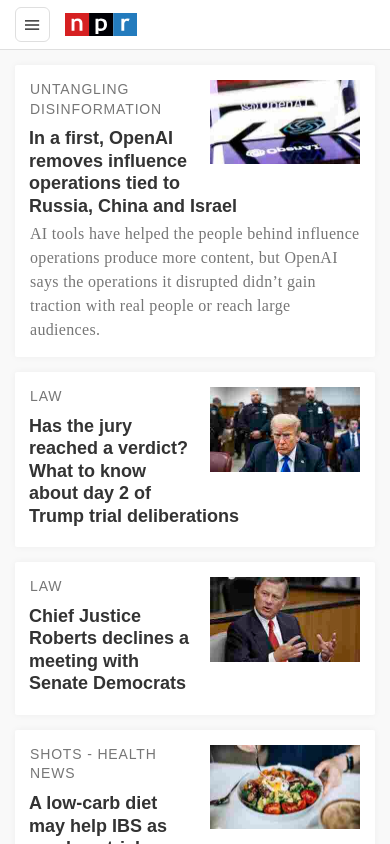 npr
UNTANGLING
DISINFORMATION
In a first, OpenAI
removes influence
operations tied to
Russia, China and Israel
AI tools have helped the people behind influence
operations produce more content, but OpenAI
says the operations it disrupted didn’t gain
traction with real people or reach large
audiences.
OpenAI
OpenAI
LAW
Has the jury
reached a verdict?
What to know
about day 2 of
Trump trial deliberations
LAW
Chief Justice
Roberts declines a
meeting with
Senate Democrats
SHOTS - HEALTH
NEWS
A low-carb diet
may help IBS as